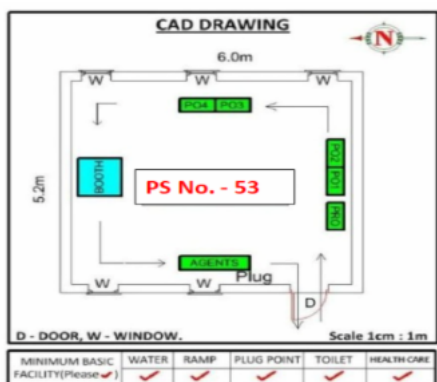 CAD DRAWING
N
6.0m
W W W
PO4 PO3
5.2m
BOOTH
PS No. - 53
PO2
PO1
PRO
AGENTS
Plug
W W
D
D - DOOR, W - WINDOW.
Scale 1cm : 1m
MINIMUM BASIC FACILITY(Please✔) WATER RAMP PLUG POINT TOILET HEALTH CARE
✔ ✔ ✔ ✔ ✔